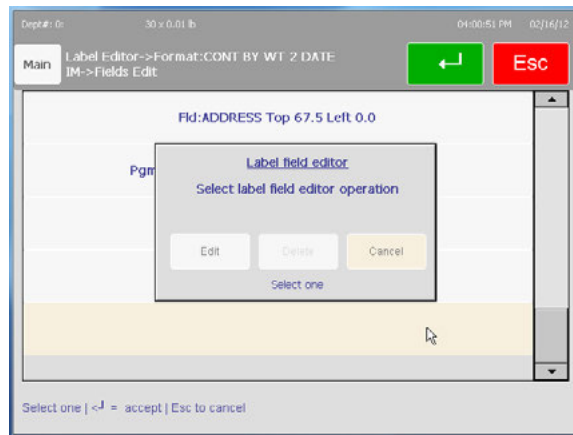 Dept#: 0: 30 x 0.01 lb 04:00:51 PM 02/16/12
Main
Label Editor->Format:CONT BY WT 2 DATE
IM->Fields Edit
Esc
Fld:ADDRESS Top 67.5 Left 0.0
Pgm
Label field editor
Select label field editor operation
Edit Delete Cancel
Select one
Select one | <┘ = accept | Esc to cancel